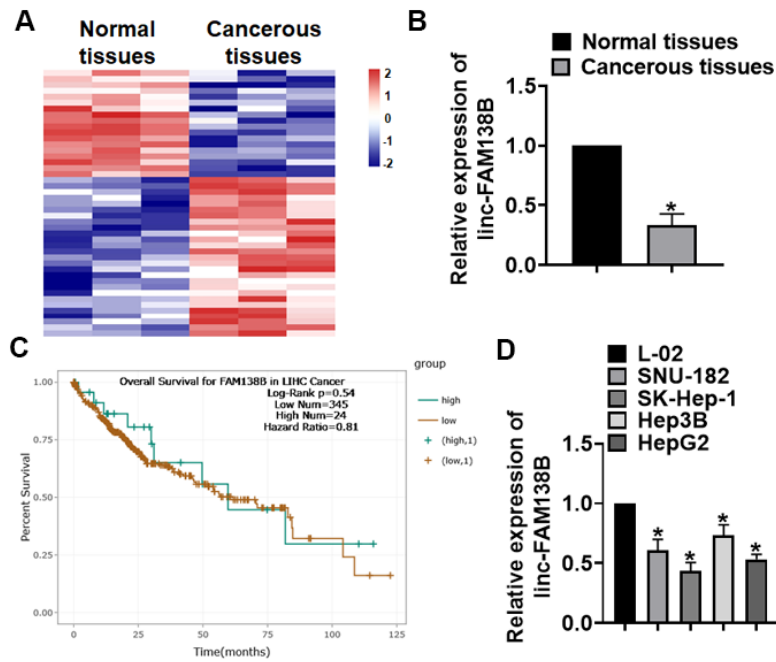 A
Normal tissues
Cancerous tissues
2
1
0
-1
-2
B
Normal tissues
Cancerous tissues
Relative expression of linc-FAM138B
1.5
1.0
0.5
0.0
*
C
Overall Survival for FAM138B in LIHC Cancer
Log-Rank p=0.54
Low Num=345
High Num=24
Hazard Ratio=0.81
group
high
low
(high,1)
(low,1)
Percent Survival
1.00
0.75
0.50
0.25
0.00
0
25
50
75
100
125
Time(months)
D
L-02
SNU-182
SK-Hep-1
Hep3B
HepG2
Relative expression of linc-FAM138B
1.5
1.0
0.5
0.0
* * * *